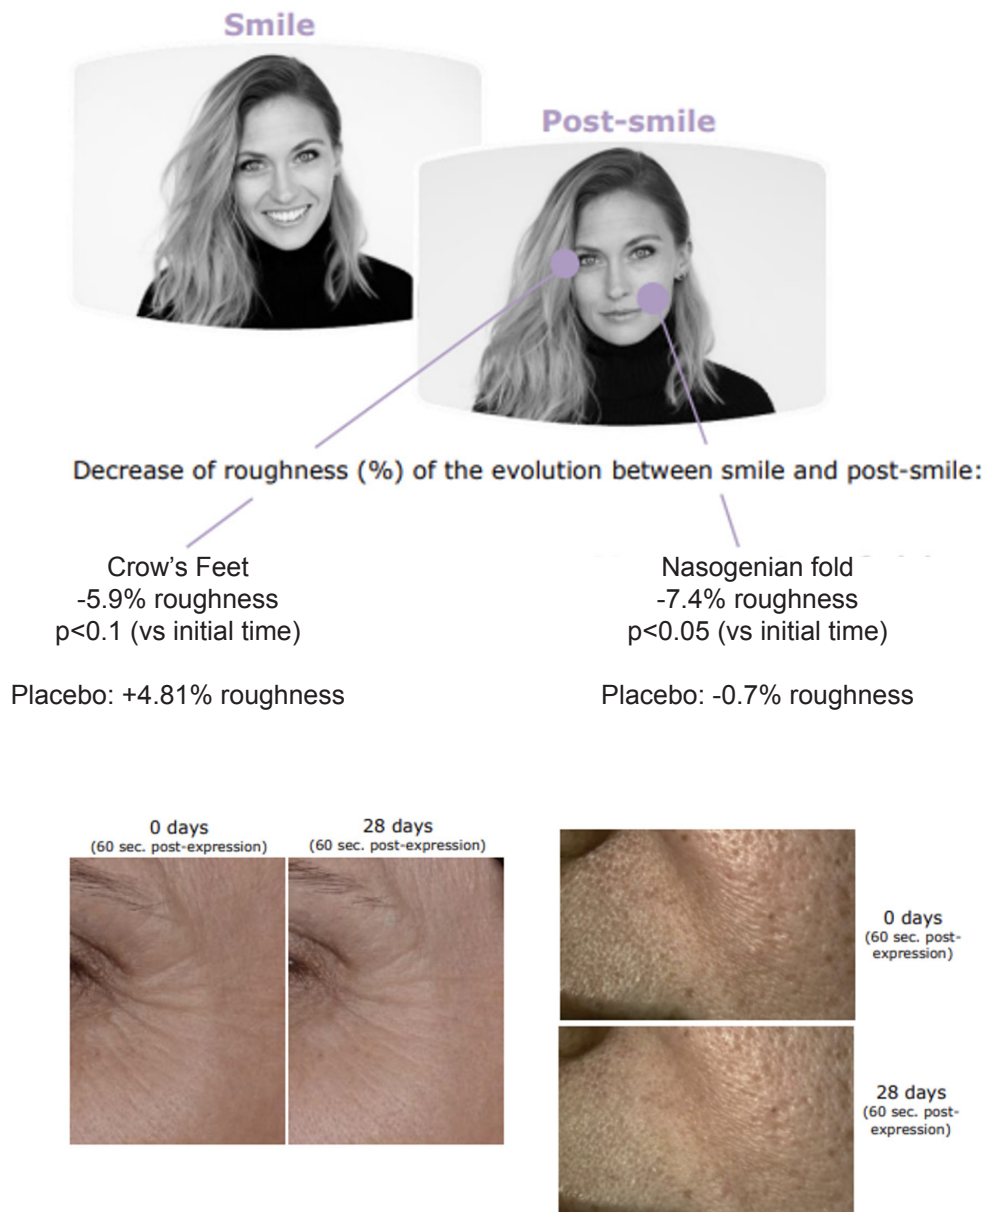 Smile
Post-smile
Decrease of roughness (%) of the evolution between smile and post-smile:
Crow's Feet
-5.9% roughness
p<0.1 (vs initial time)
Placebo: +4.81% roughness
Nasogenian fold
-7.4% roughness
p<0.05 (vs initial time)
Placebo: -0.7% roughness
0 days
(60 sec. post-expression)
28 days
(60 sec. post-expression)
0 days
(60 sec. post-
expression)
28 days
(60 sec. post-
expression)